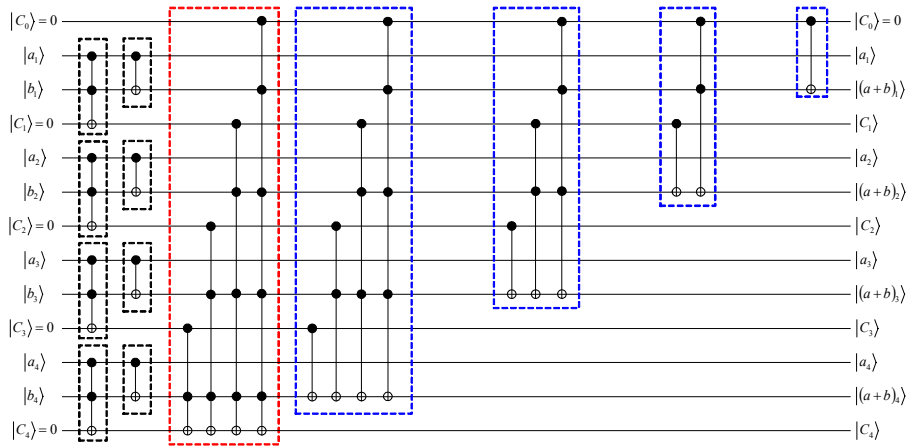 |C₀⟩=0 |C₀⟩=0
|a₁⟩ |a₁⟩
|b₁⟩ |(a+b)₁⟩
|C₁⟩=0 |C₁⟩
|a₂⟩ |a₂⟩
|b₂⟩ |(a+b)₂⟩
|C₂⟩=0 |C₂⟩
|a₃⟩ |a₃⟩
|b₃⟩ |(a+b)₃⟩
|C₃⟩=0 |C₃⟩
|a₄⟩ |a₄⟩
|b₄⟩ |(a+b)₄⟩
|C₄⟩=0 |C₄⟩